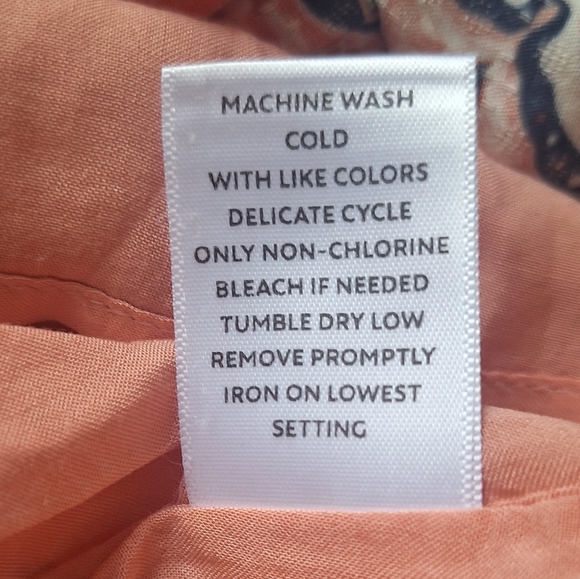 MACHINE WASH
COLD
WITH LIKE COLORS
DELICATE CYCLE
ONLY NON-CHLORINE
BLEACH IF NEEDED
TUMBLE DRY LOW
REMOVE PROMPTLY
IRON ON LOWEST
SETTING